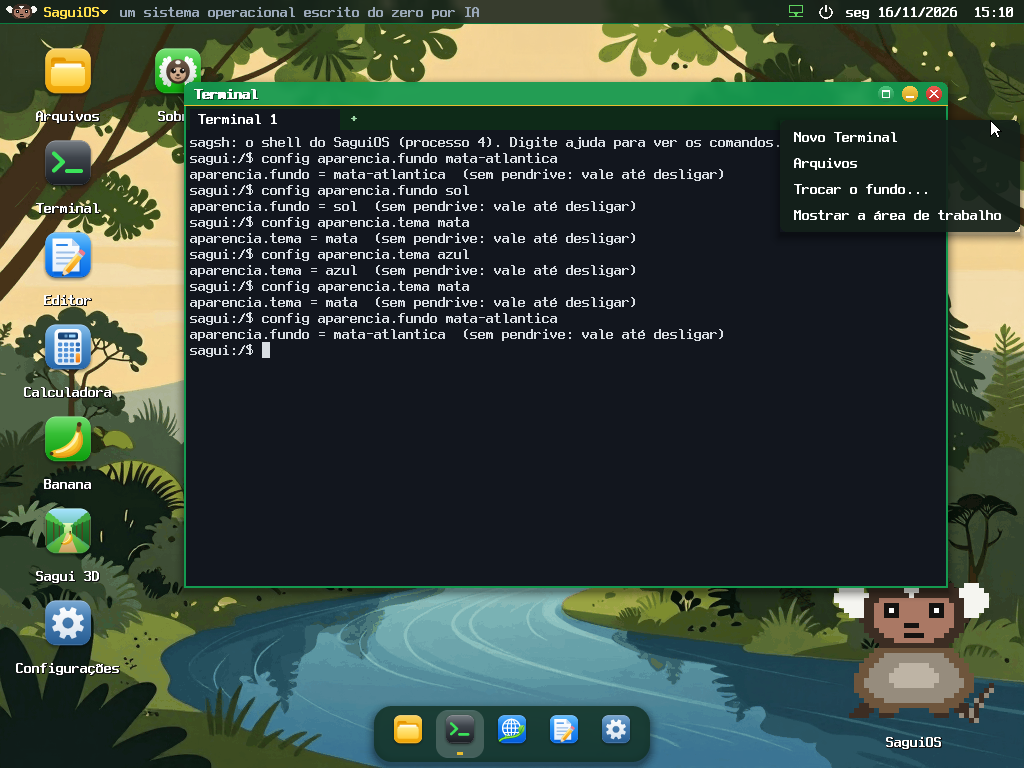 SaguiOS▾ um sistema operacional escrito do zero por IA
seg 16/11/2026 15:10
Arquivos
Terminal
Editor
Calculadora
Banana
Sagui 3D
Configurações
Sob
Terminal
Terminal 1 +
sagsh: o shell do SaguiOS (processo 4). Digite ajuda para ver os comandos.
sagui:/$ config aparencia.fundo mata-atlantica
aparencia.fundo = mata-atlantica (sem pendrive: vale até desligar)
sagui:/$ config aparencia.fundo sol
aparencia.fundo = sol (sem pendrive: vale até desligar)
sagui:/$ config aparencia.tema mata
aparencia.tema = mata (sem pendrive: vale até desligar)
sagui:/$ config aparencia.tema azul
aparencia.tema = azul (sem pendrive: vale até desligar)
sagui:/$ config aparencia.tema mata
aparencia.tema = mata (sem pendrive: vale até desligar)
sagui:/$ config aparencia.fundo mata-atlantica
aparencia.fundo = mata-atlantica (sem pendrive: vale até desligar)
sagui:/$
Novo Terminal
Arquivos
Trocar o fundo...
Mostrar a área de trabalho
SaguiOS